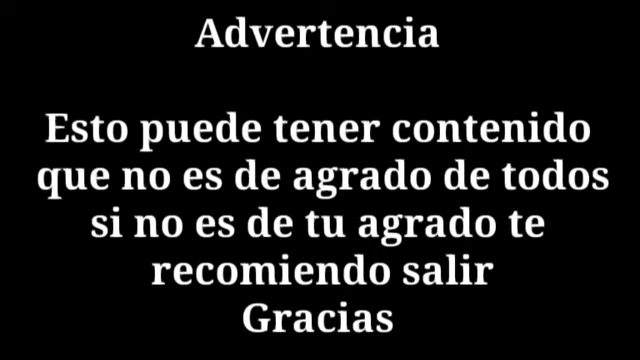 Advertencia
Esto puede tener contenido
que no es de agrado de todos
si no es de tu agrado te
recomiendo salir
Gracias